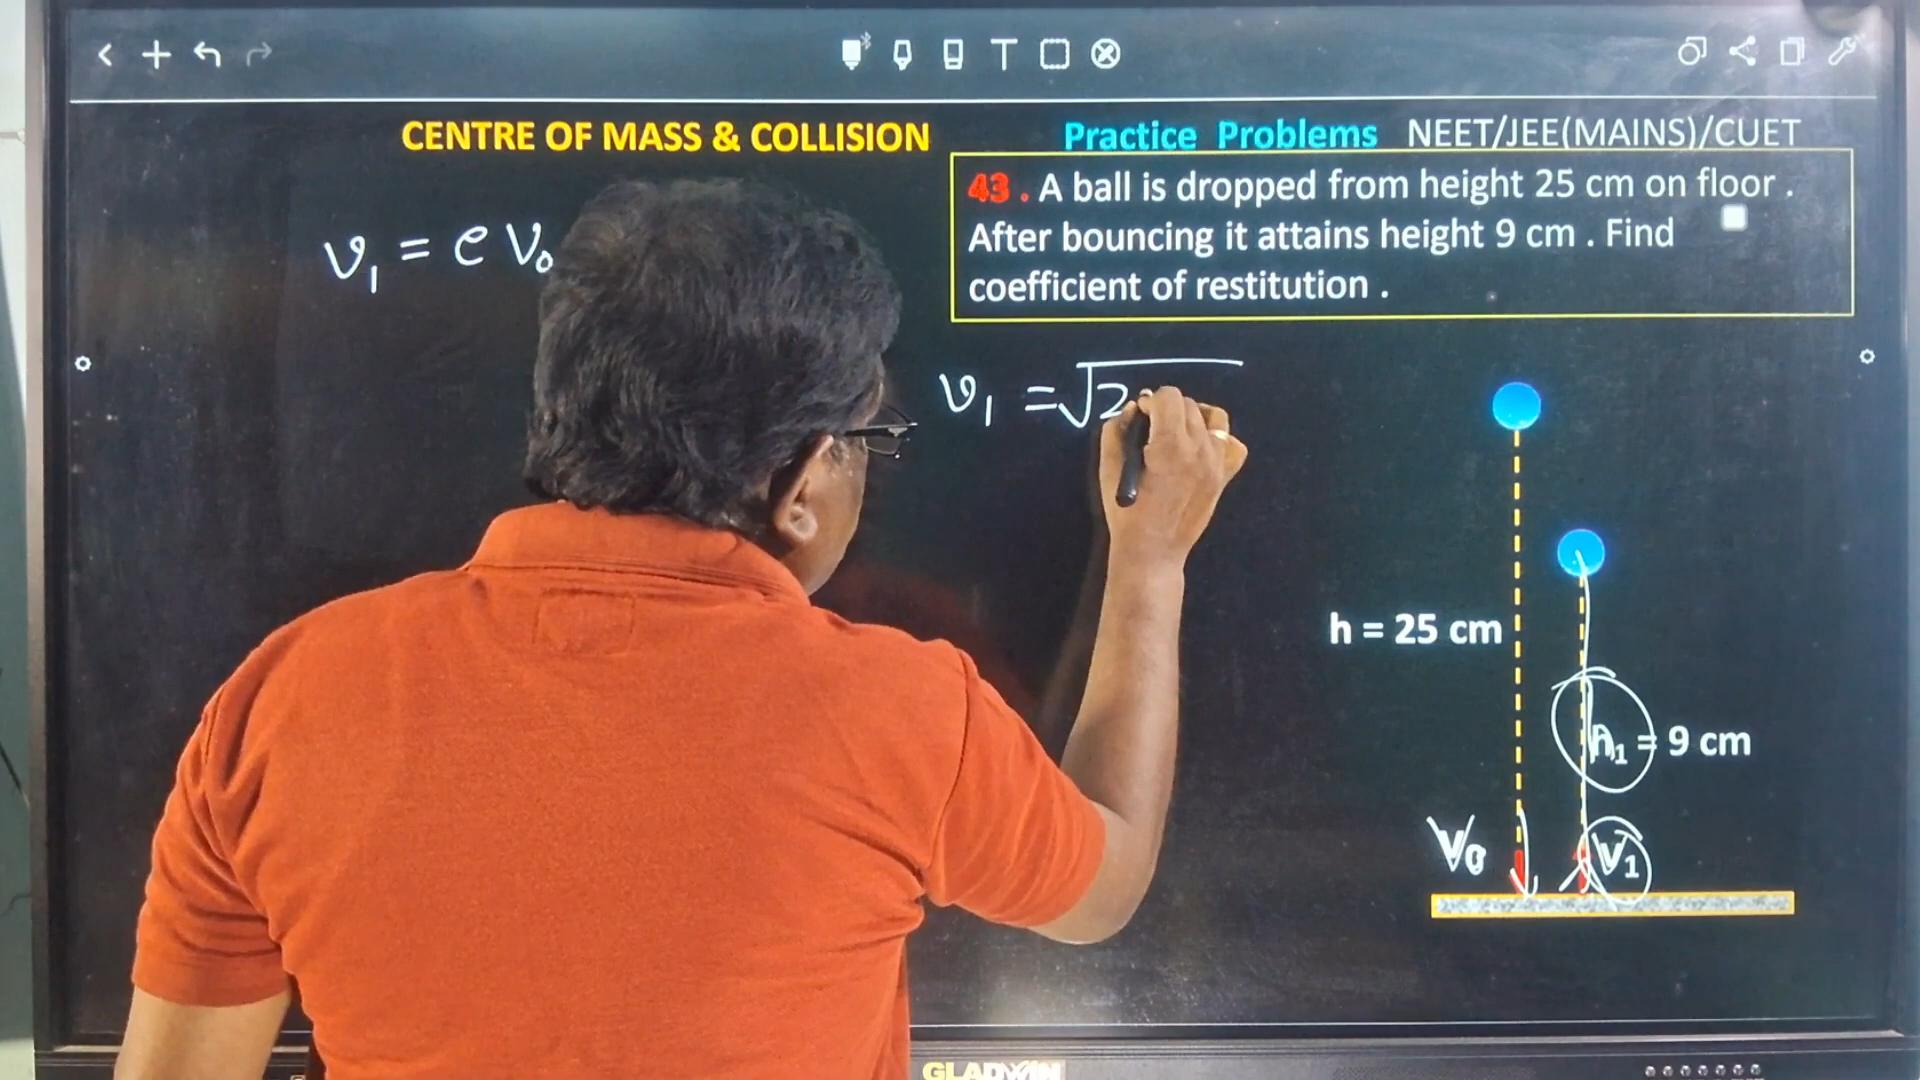 CENTRE OF MASS & COLLISION
Practice Problems NEET/JEE(MAINS)/CUET
43 . A ball is dropped from height 25 cm on floor .
After bouncing it attains height 9 cm . Find
coefficient of restitution .
v₁ = e v₀
v₁ = √2
h = 25 cm
h₁ = 9 cm
V₀
V₁
GLADWIN